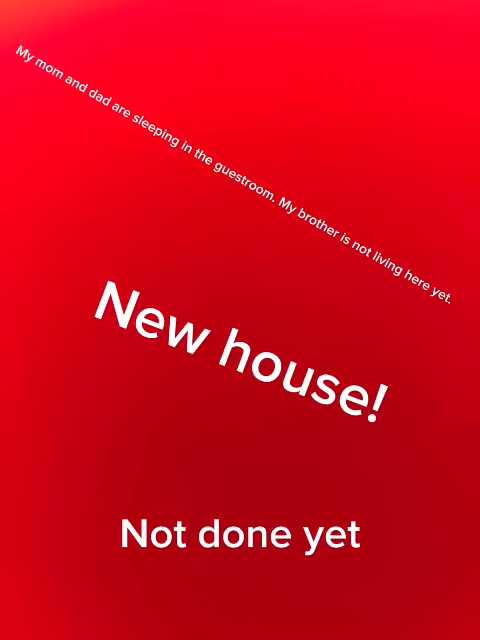 My mom and dad are sleeping in the guestroom. My brother is not living here yet.
New house!
Not done yet